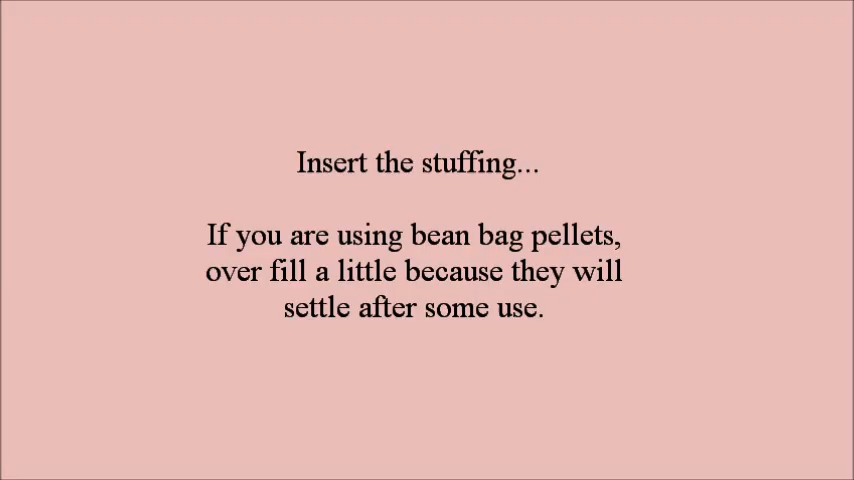 Insert the stuffing...
If you are using bean bag pellets,
over fill a little because they will
settle after some use.